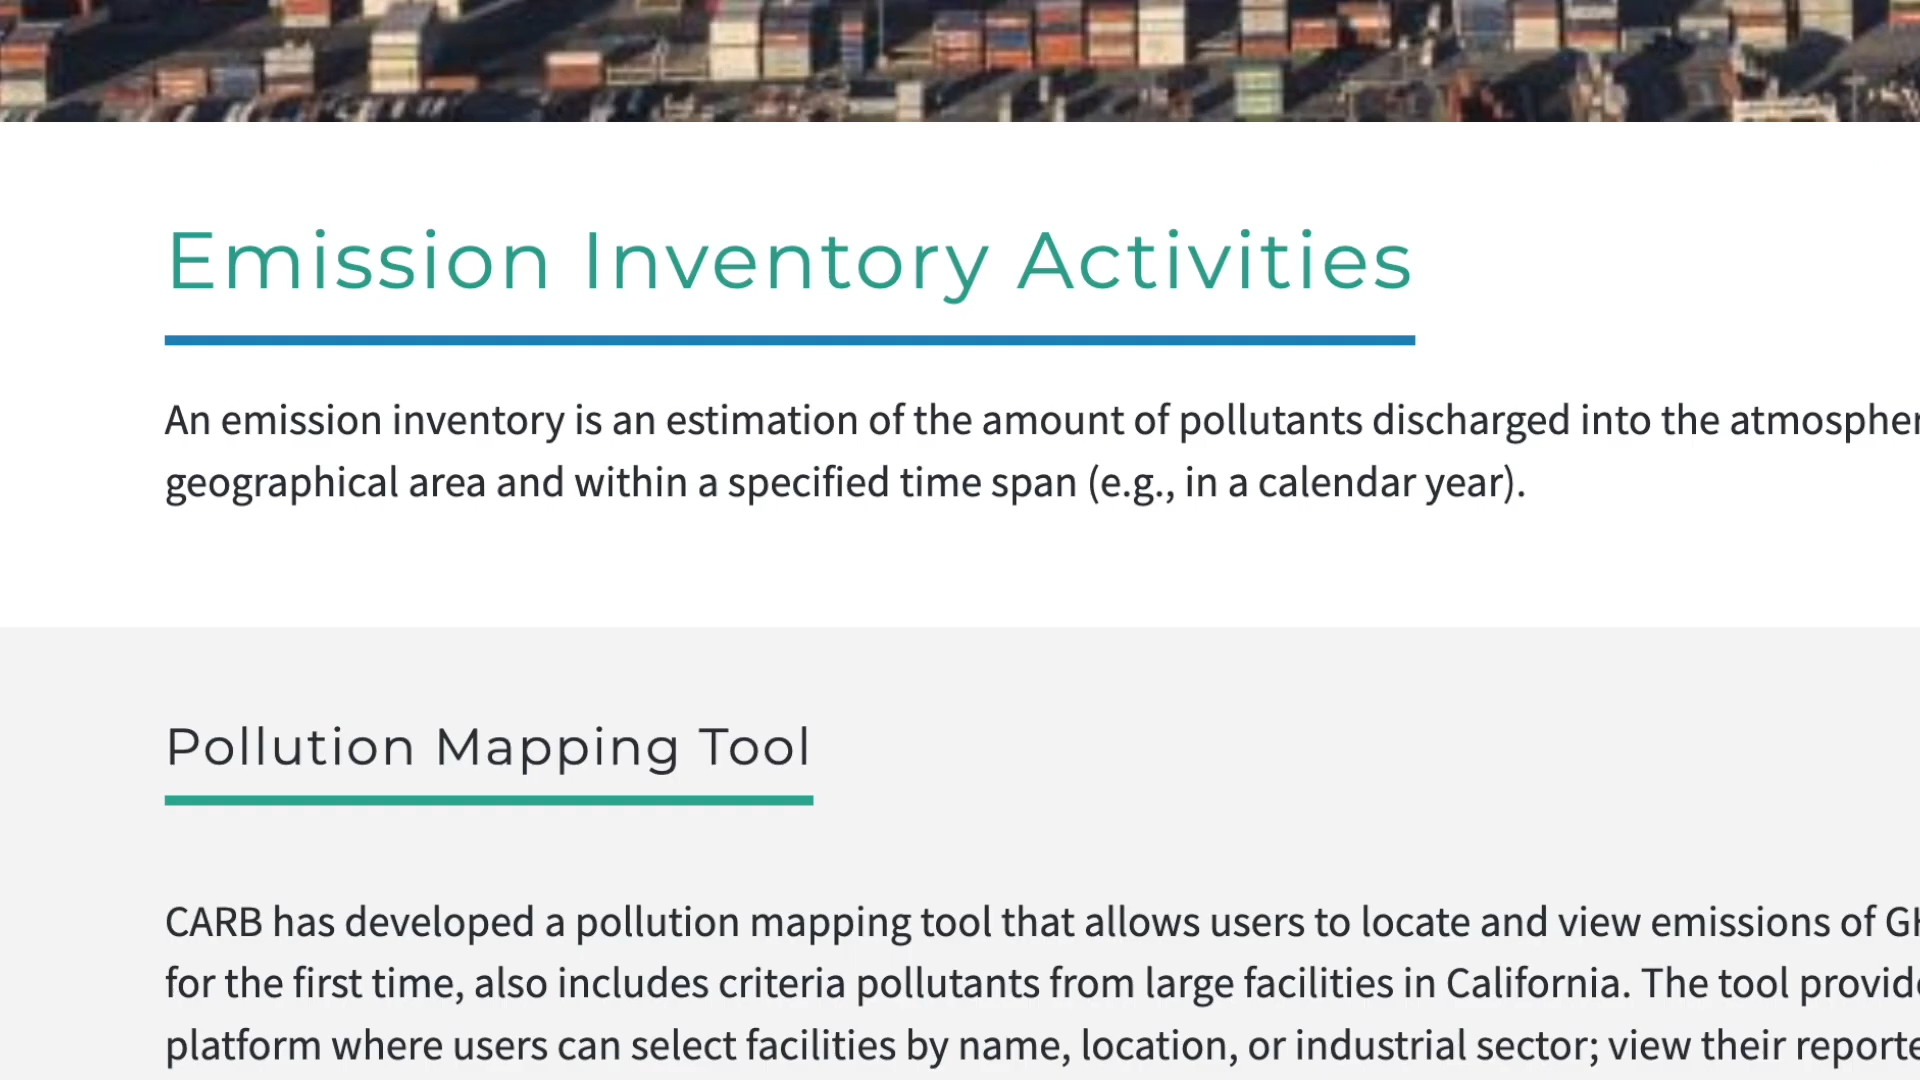 Emission Inventory Activities
An emission inventory is an estimation of the amount of pollutants discharged into the
geographical area and within a specified time span (e.g., in a calendar year).
Pollution Mapping Tool
CARB has developed a pollution mapping tool that allows users to locate and view emissions of
for the first time, also includes criteria pollutants from large facilities in California. The tool
platform where users can select facilities by name, location, or industrial sector; view their